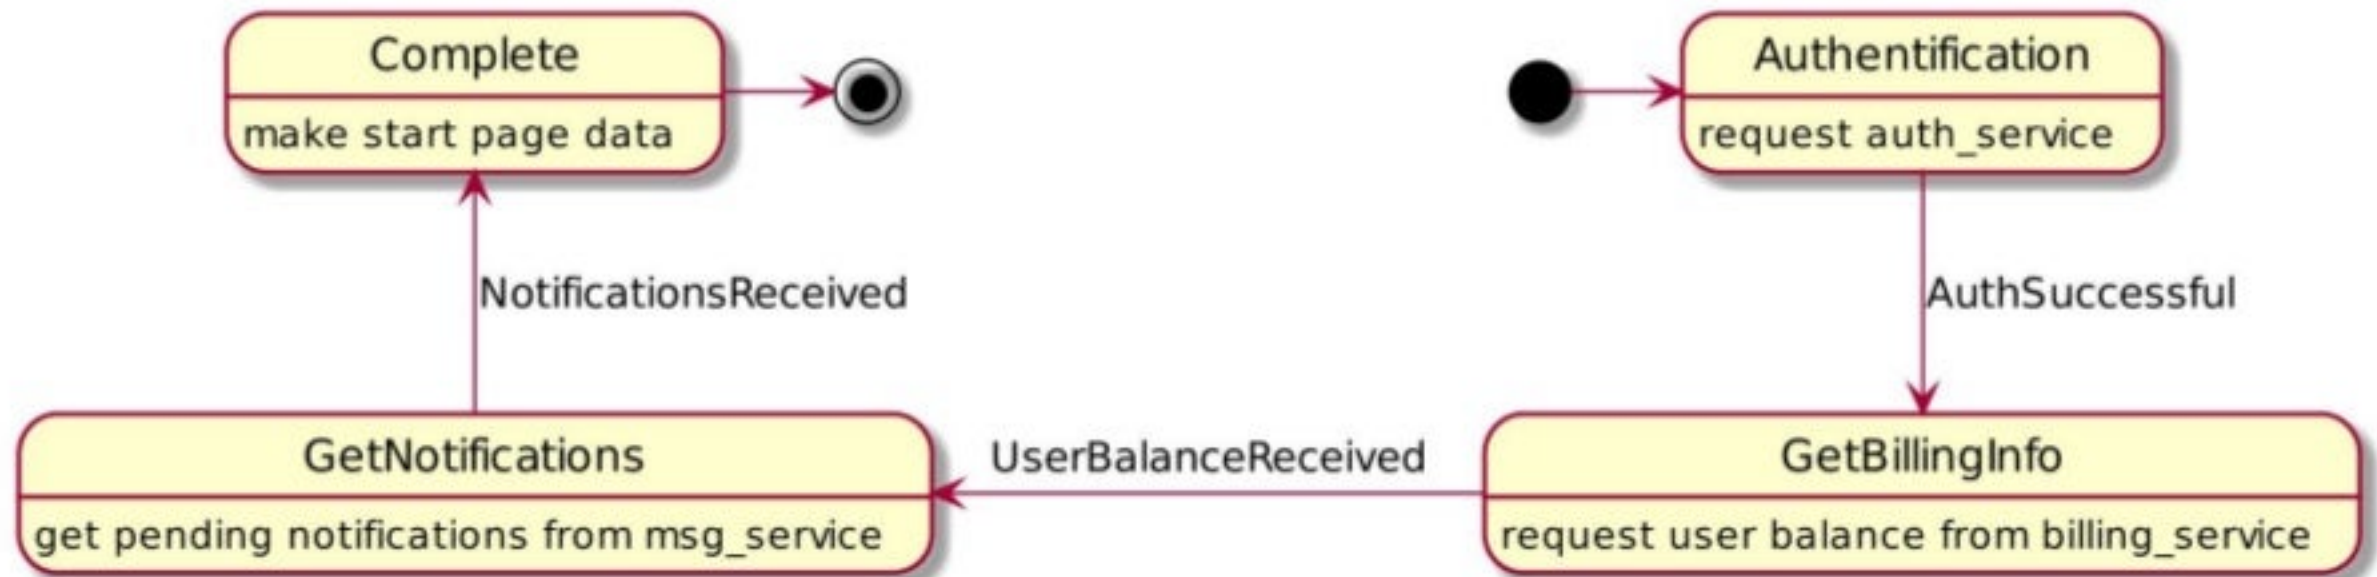 Complete
make start page data
Authentification
request auth_service
NotificationsReceived
AuthSuccessful
GetNotifications
get pending notifications from msg_service
UserBalanceReceived
GetBillingInfo
request user balance from billing_service